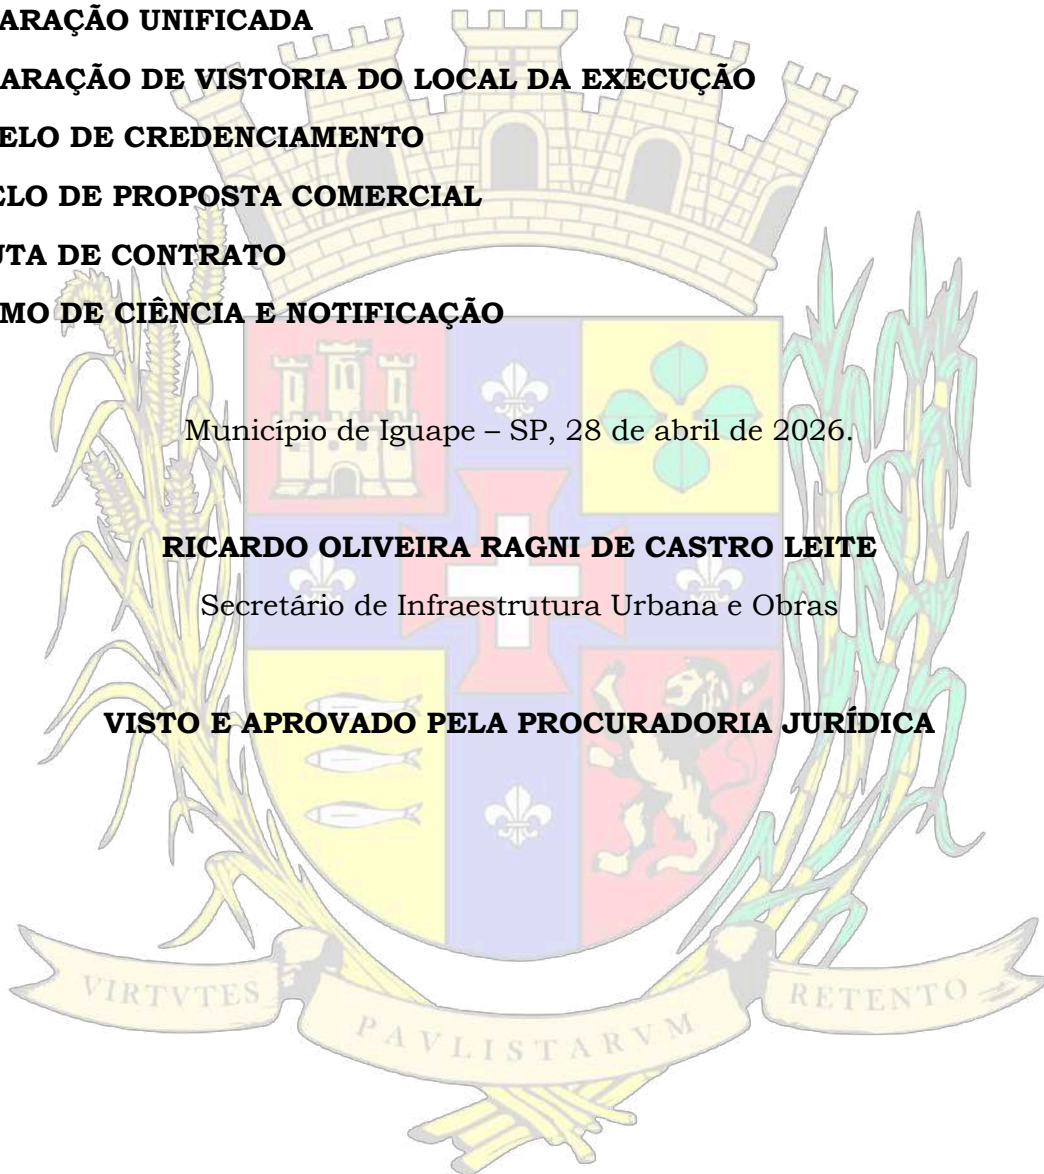 ARAÇÃO UNIFICADA
ARAÇÃO DE VISTORIA DO LOCAL DA EXECUÇÃO
ELO DE CREDENCIAMENTO
ELO DE PROPOSTA COMERCIAL
UTA DE CONTRATO
MO DE CIÊNCIA E NOTIFICAÇÃO
Município de Iguape – SP, 28 de abril de 2026.
RICARDO OLIVEIRA RAGNI DE CASTRO LEITE
Secretário de Infraestrutura Urbana e Obras
VISTO E APROVADO PELA PROCURADORIA JURÍDICA
VIRTVTES PAVLISTARVM RETENTO